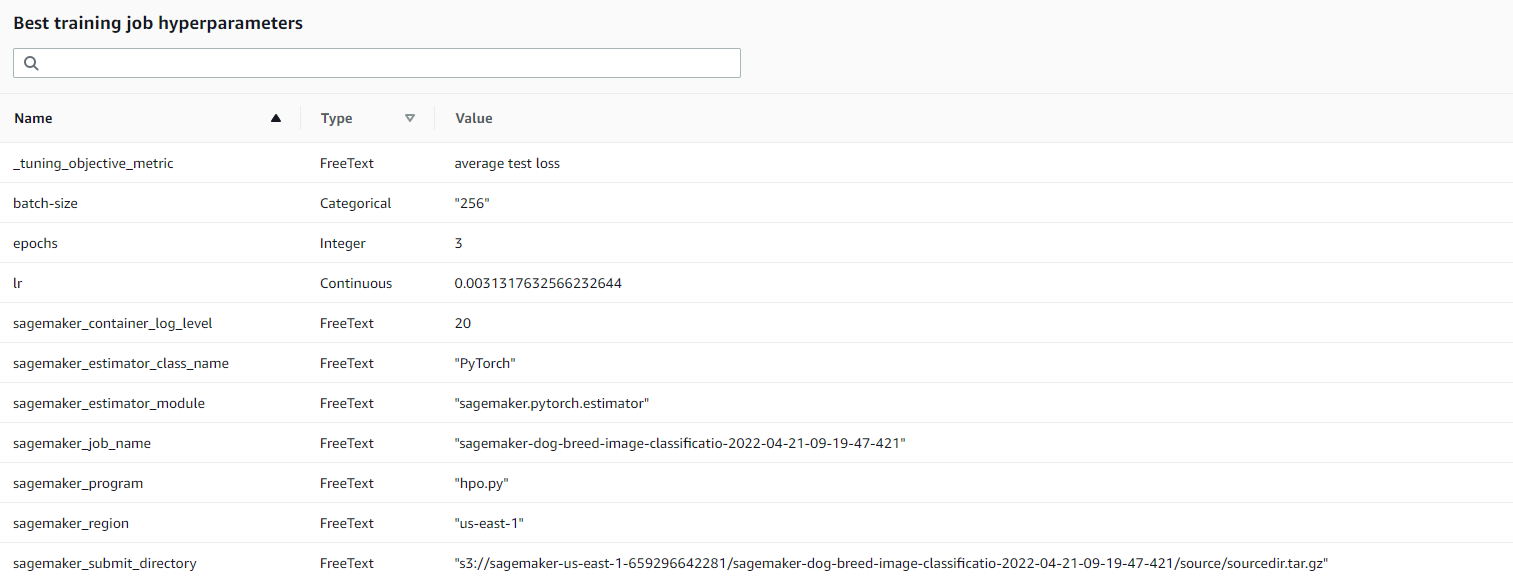 Best training job hyperparameters
Name Type Value
_tuning_objective_metric FreeText average test loss
batch-size Categorical "256"
epochs Integer 3
lr Continuous 0.0031317632566232644
sagemaker_container_log_level FreeText 20
sagemaker_estimator_class_name FreeText "PyTorch"
sagemaker_estimator_module FreeText "sagemaker.pytorch.estimator"
sagemaker_job_name FreeText "sagemaker-dog-breed-image-classificatio-2022-04-21-09-19-47-421"
sagemaker_program FreeText "hpo.py"
sagemaker_region FreeText "us-east-1"
sagemaker_submit_directory FreeText "s3://sagemaker-us-east-1-659296642281/sagemaker-dog-breed-image-classificatio-2022-04-21-09-19-47-421/source/sourcedir.tar.gz"